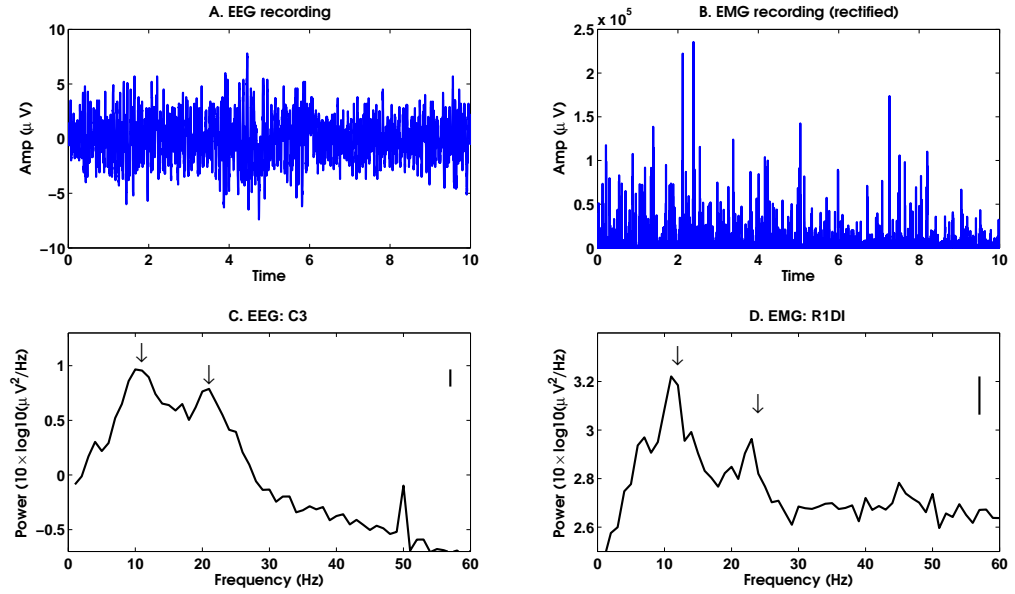 A. EEG recording
10
5
0
−5
−10
Amp (μ V)
0 2 4 6 8 10
Time
B. EMG recording (rectified)
2.5 x 10^5
2
1.5
1
0.5
0
Amp (μ V)
0 2 4 6 8 10
Time
C. EEG: C3
1
0.5
0
−0.5
Power (10 × log10(μ V^2/Hz)
0 10 20 30 40 50 60
Frequency (Hz)
D. EMG: R1DI
3.2
3
2.8
2.6
Power (10 × log10(μ V^2/Hz)
0 10 20 30 40 50 60
Frequency (Hz)